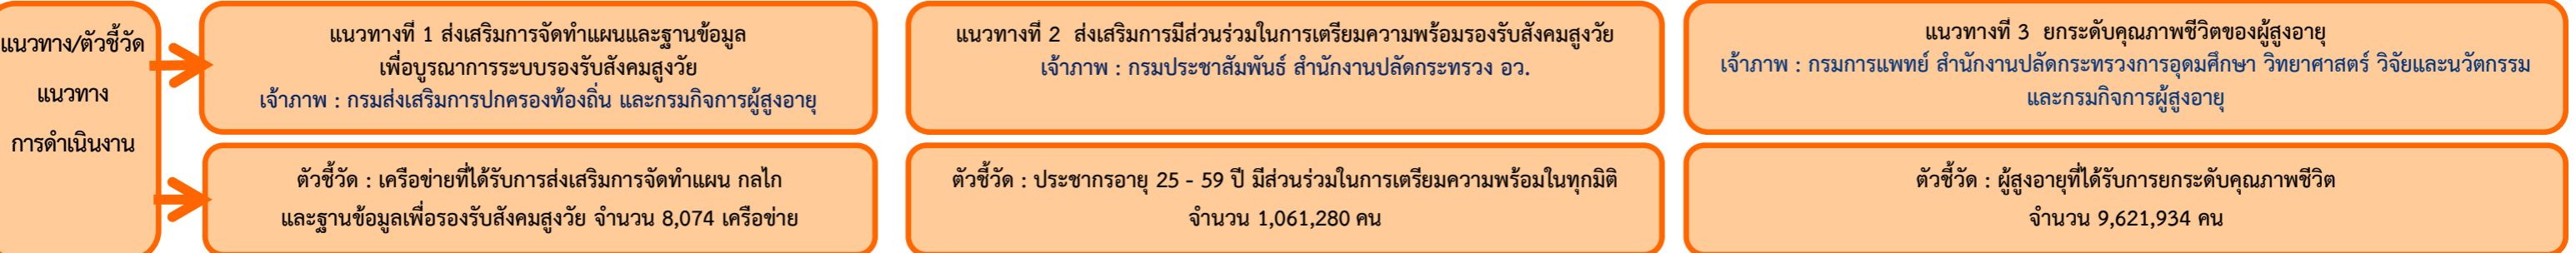 แนวทาง/ตัวชี้วัด
แนวทาง
การดำเนินงาน
แนวทางที่ 1 ส่งเสริมการจัดทำแผนและฐานข้อมูล
เพื่อบูรณาการระบบรองรับสังคมสูงวัย
เจ้าภาพ : กรมส่งเสริมการปกครองท้องถิ่น และกรมกิจการผู้สูงอายุ
แนวทางที่ 2 ส่งเสริมการมีส่วนร่วมในการเตรียมความพร้อมรองรับสังคมสูงวัย
เจ้าภาพ : กรมประชาสัมพันธ์ สำนักงานปลัดกระทรวง อว.
แนวทางที่ 3 ยกระดับคุณภาพชีวิตของผู้สูงอายุ
เจ้าภาพ : กรมการแพทย์ สำนักงานปลัดกระทรวงการอุดมศึกษา วิทยาศาสตร์ วิจัยและนวัตกรรม
และกรมกิจการผู้สูงอายุ
ตัวชี้วัด : เครือข่ายที่ได้รับการส่งเสริมการจัดทำแผน กลไก
และฐานข้อมูลเพื่อรองรับสังคมสูงวัย จำนวน 8,074 เครือข่าย
ตัวชี้วัด : ประชากรอายุ 25 - 59 ปี มีส่วนร่วมในการเตรียมความพร้อมในทุกมิติ
จำนวน 1,061,280 คน
ตัวชี้วัด : ผู้สูงอายุที่ได้รับการยกระดับคุณภาพชีวิต
จำนวน 9,621,934 คน